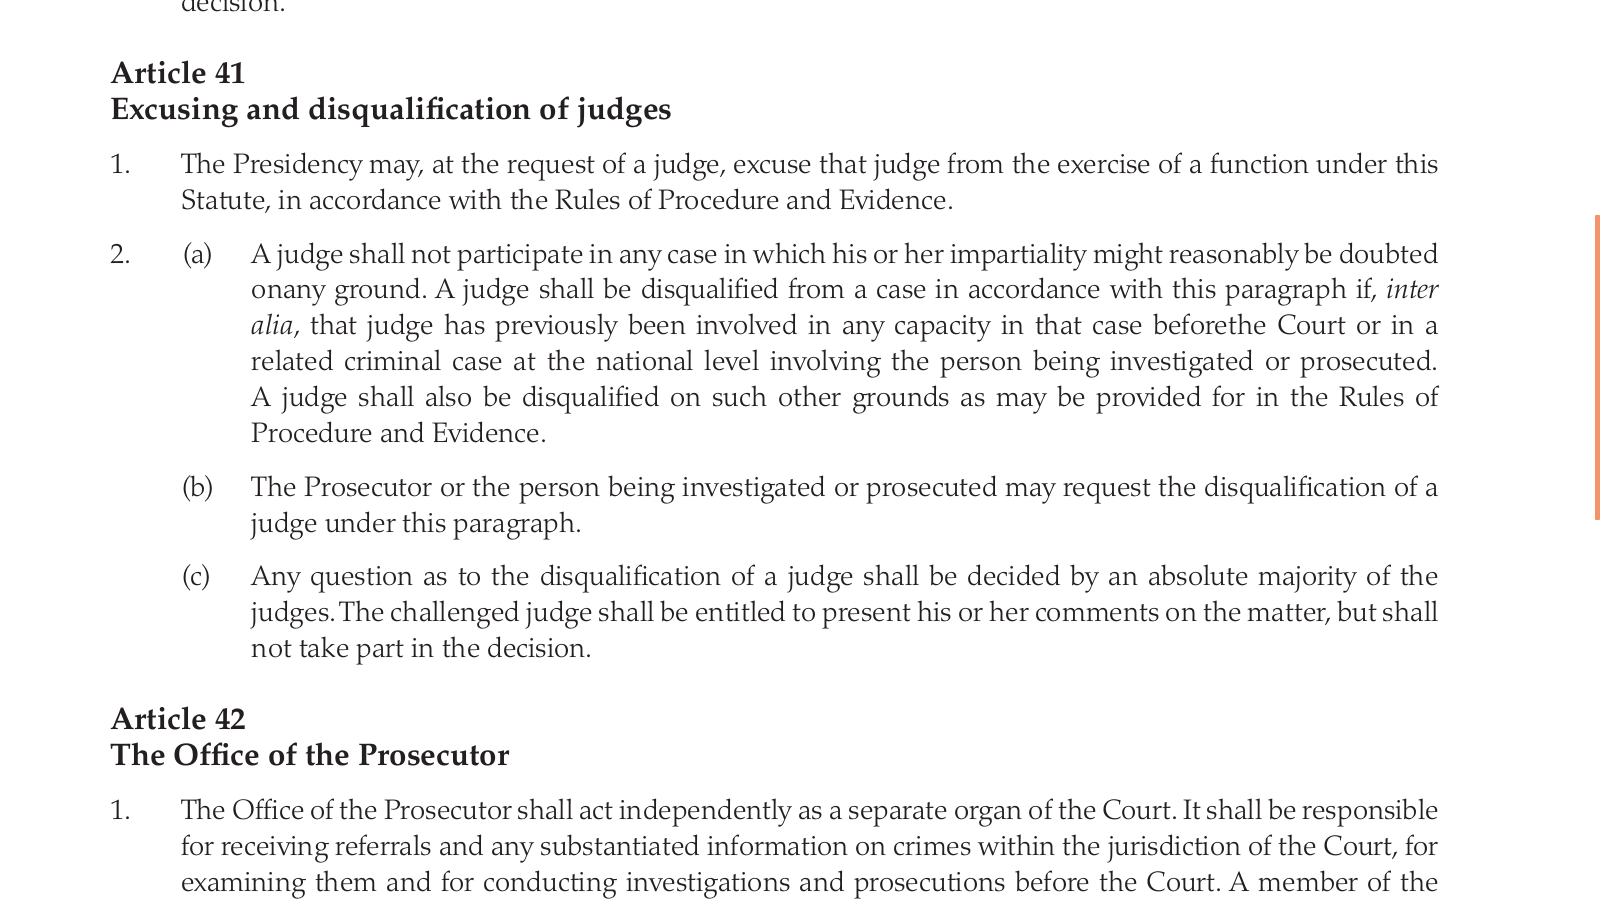 decision.
Article 41
Excusing and disqualification of judges
1. The Presidency may, at the request of a judge, excuse that judge from the exercise of a function under this
Statute, in accordance with the Rules of Procedure and Evidence.
2. (a) A judge shall not participate in any case in which his or her impartiality might reasonably be doubted
onany ground. A judge shall be disqualified from a case in accordance with this paragraph if, inter
alia, that judge has previously been involved in any capacity in that case beforethe Court or in a
related criminal case at the national level involving the person being investigated or prosecuted.
A judge shall also be disqualified on such other grounds as may be provided for in the Rules of
Procedure and Evidence.
(b) The Prosecutor or the person being investigated or prosecuted may request the disqualification of a
judge under this paragraph.
(c) Any question as to the disqualification of a judge shall be decided by an absolute majority of the
judges. The challenged judge shall be entitled to present his or her comments on the matter, but shall
not take part in the decision.
Article 42
The Office of the Prosecutor
1. The Office of the Prosecutor shall act independently as a separate organ of the Court. It shall be responsible
for receiving referrals and any substantiated information on crimes within the jurisdiction of the Court, for
examining them and for conducting investigations and prosecutions before the Court. A member of the